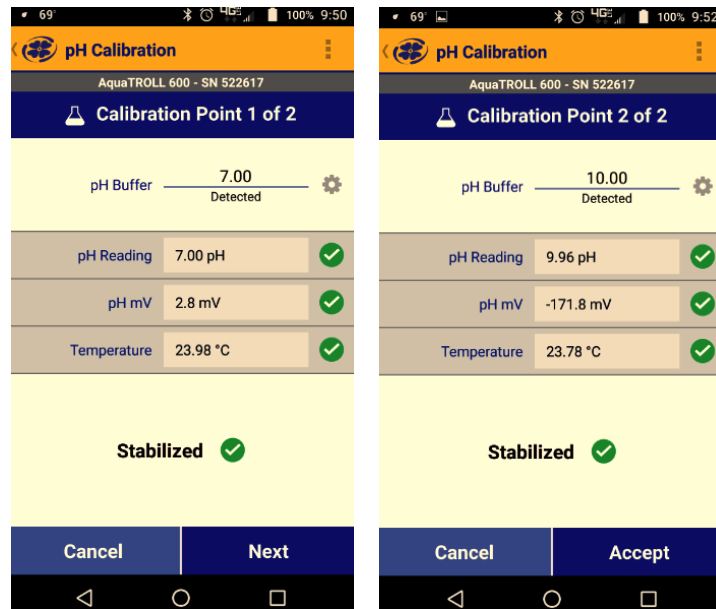 69°
4G
100% 9:50
pH Calibration
AquaTROLL 600 - SN 522617
Calibration Point 1 of 2
pH Buffer 7.00
Detected
pH Reading 7.00 pH
pH mV 2.8 mV
Temperature 23.98 °C
Stabilized
Cancel Next
69°
4G
100% 9:52
pH Calibration
AquaTROLL 600 - SN 522617
Calibration Point 2 of 2
pH Buffer 10.00
Detected
pH Reading 9.96 pH
pH mV -171.8 mV
Temperature 23.78 °C
Stabilized
Cancel Accept